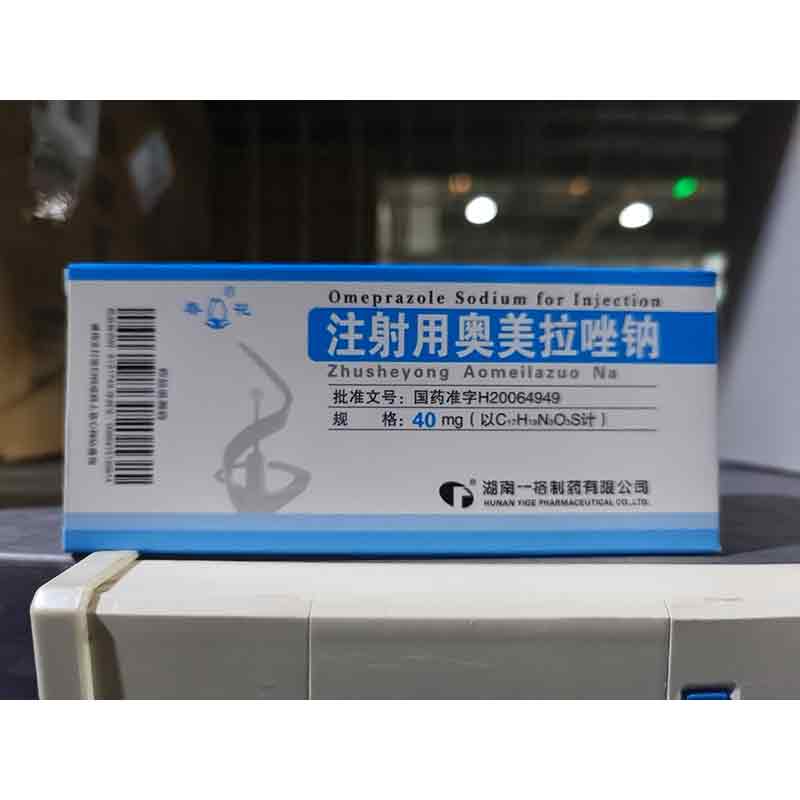 Omeprazole Sodium for Injection
注射用奥美拉唑钠
Zhusheyong Aomeilazuo Na
批准文号:国药准字H20064949
规 格:40 mg(以C₁₇H₁₉N₃O₃S计)
湖南一格制药有限公司
HUNAN YIGE PHARMACEUTICAL CO.,LTD.